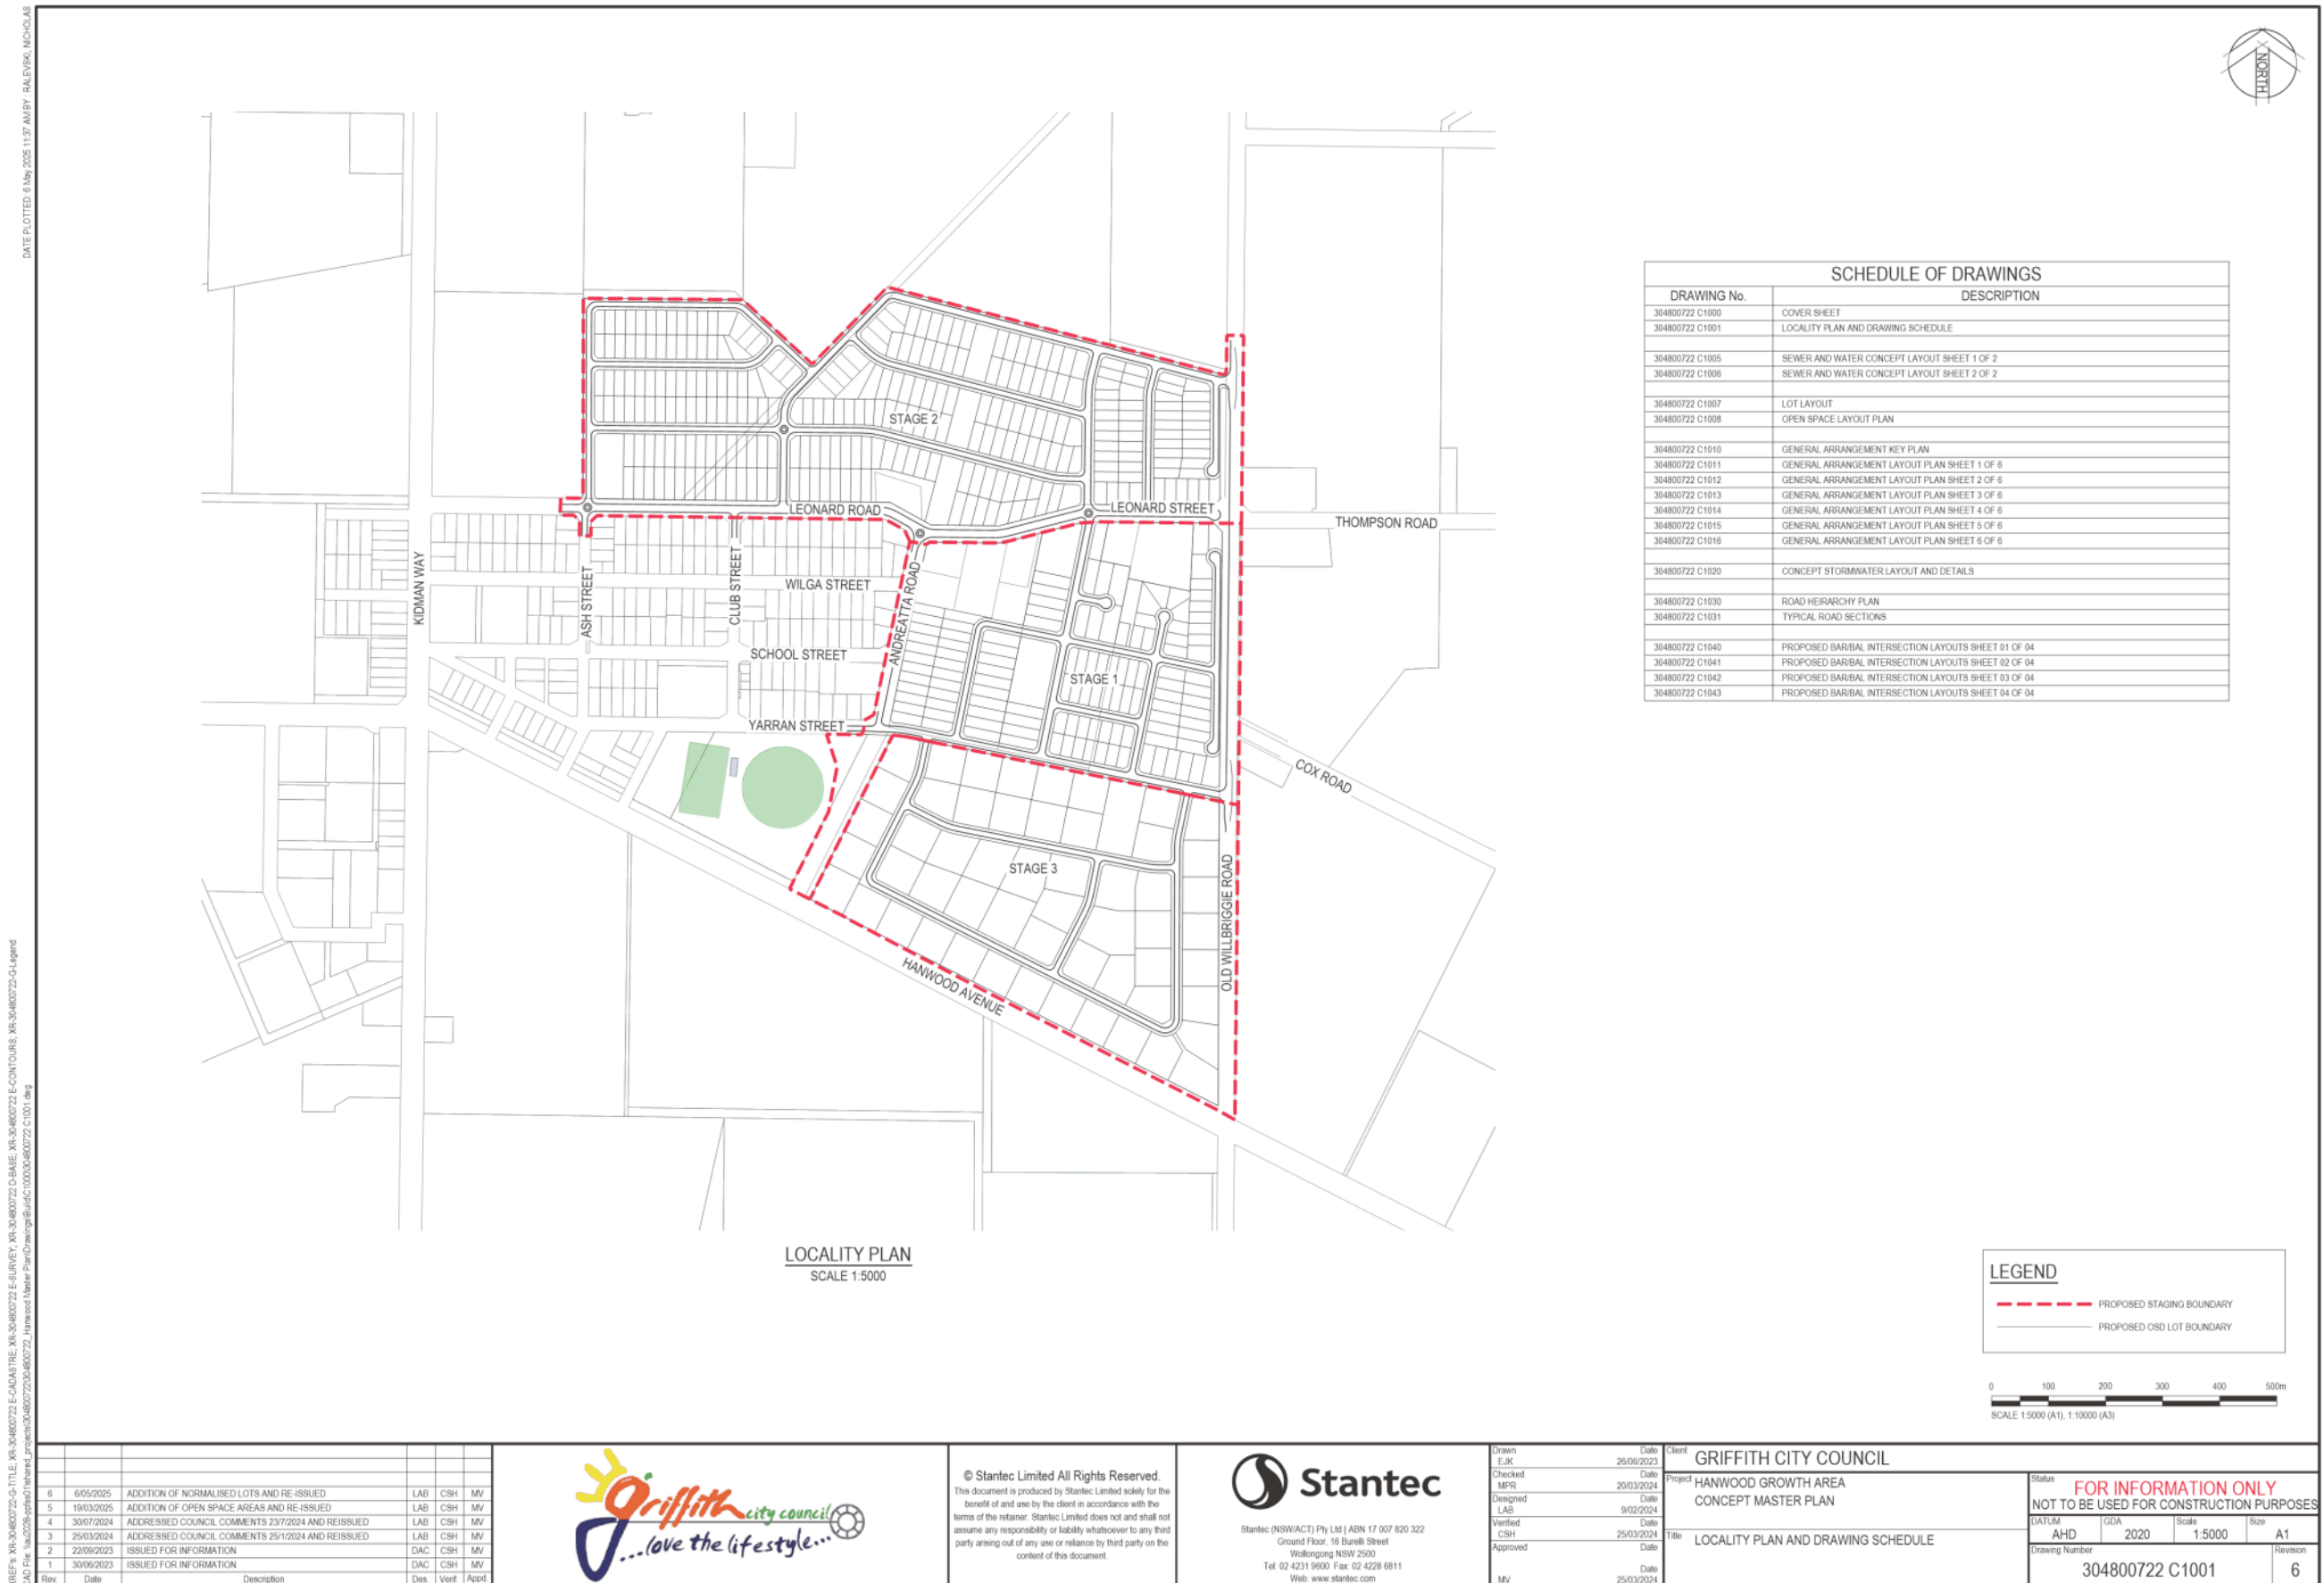 DATE PLOTTED: 6 May 2025 11:37 AM BY : RALEVSKI, NICHOLAS
XREF's: XR-304800722-G-TITLE; XR-304800722 E-CADASTRE; XR-304800722 E-SURVEY; XR-304800722 D-BASE; XR-304800722 E-CONTOURS; XR-304800722-G-Legend
NORTH
SCHEDULE OF DRAWINGS
DRAWING No. DESCRIPTION
304800722 C1000 COVER SHEET
304800722 C1001 LOCALITY PLAN AND DRAWING SCHEDULE
304800722 C1005 SEWER AND WATER CONCEPT LAYOUT SHEET 1 OF 2
304800722 C1006 SEWER AND WATER CONCEPT LAYOUT SHEET 2 OF 2
304800722 C1007 LOT LAYOUT
304800722 C1008 OPEN SPACE LAYOUT PLAN
304800722 C1010 GENERAL ARRANGEMENT KEY PLAN
304800722 C1011 GENERAL ARRANGEMENT LAYOUT PLAN SHEET 1 OF 6
304800722 C1012 GENERAL ARRANGEMENT LAYOUT PLAN SHEET 2 OF 6
304800722 C1013 GENERAL ARRANGEMENT LAYOUT PLAN SHEET 3 OF 6
304800722 C1014 GENERAL ARRANGEMENT LAYOUT PLAN SHEET 4 OF 6
304800722 C1015 GENERAL ARRANGEMENT LAYOUT PLAN SHEET 5 OF 6
304800722 C1016 GENERAL ARRANGEMENT LAYOUT PLAN SHEET 6 OF 6
304800722 C1020 CONCEPT STORMWATER LAYOUT AND DETAILS
304800722 C1030 ROAD HEIRARCHY PLAN
304800722 C1031 TYPICAL ROAD SECTIONS
304800722 C1040 PROPOSED BAR/BAL INTERSECTION LAYOUTS SHEET 01 OF 04
304800722 C1041 PROPOSED BAR/BAL INTERSECTION LAYOUTS SHEET 02 OF 04
304800722 C1042 PROPOSED BAR/BAL INTERSECTION LAYOUTS SHEET 03 OF 04
304800722 C1043 PROPOSED BAR/BAL INTERSECTION LAYOUTS SHEET 04 OF 04
STAGE 2
LEONARD ROAD
LEONARD STREET
THOMPSON ROAD
KIDMAN WAY
ASH STREET
CLUB STREET
WILGA STREET
ANDREATTA ROAD
SCHOOL STREET
STAGE 1
YARRAN STREET
COX ROAD
STAGE 3
OLD WILLBRIGGIE ROAD
HANWOOD AVENUE
LOCALITY PLAN
SCALE 1:5000
LEGEND
PROPOSED STAGING BOUNDARY
PROPOSED OSD LOT BOUNDARY
0 100 200 300 400 500m
SCALE 1:5000 (A1), 1:10000 (A3)
6 6/05/2025 ADDITION OF NORMALISED LOTS AND RE-ISSUED LAB CSH MV
5 19/03/2025 ADDITION OF OPEN SPACE AREAS AND RE-ISSUED LAB CSH MV
4 30/07/2024 ADDRESSED COUNCIL COMMENTS 23/7/2024 AND REISSUED LAB CSH MV
3 25/03/2024 ADDRESSED COUNCIL COMMENTS 25/1/2024 AND REISSUED LAB CSH MV
2 22/09/2023 ISSUED FOR INFORMATION DAC CSH MV
1 30/06/2023 ISSUED FOR INFORMATION DAC CSH MV
Rev. Date Description Des. Verif. Appd.
griffith city council
...love the lifestyle...
© Stantec Limited All Rights Reserved.
This document is produced by Stantec Limited solely for the
benefit of and use by the client in accordance with the
terms of the retainer. Stantec Limited does not and shall not
assume any responsibility or liability whatsoever to any third
party arising out of any use or reliance by third party on the
content of this document.
Stantec
Stantec (NSW/ACT) Pty Ltd | ABN 17 007 820 322
Ground Floor, 16 Burelli Street
Wollongong NSW 2500
Tel: 02 4231 9600 Fax: 02 4228 6811
Web: www.stantec.com
Drawn Date
EJK 26/06/2023
Checked Date
MPR 20/03/2024
Designed Date
LAB 9/02/2024
Verified Date
CSH 25/03/2024
Approved Date
Date
MV 25/03/2024
Client GRIFFITH CITY COUNCIL
Project HANWOOD GROWTH AREA
CONCEPT MASTER PLAN
Title LOCALITY PLAN AND DRAWING SCHEDULE
Status FOR INFORMATION ONLY
NOT TO BE USED FOR CONSTRUCTION PURPOSES
DATUM GDA Scale Size
AHD 2020 1:5000 A1
Drawing Number Revision
304800722 C1001 6